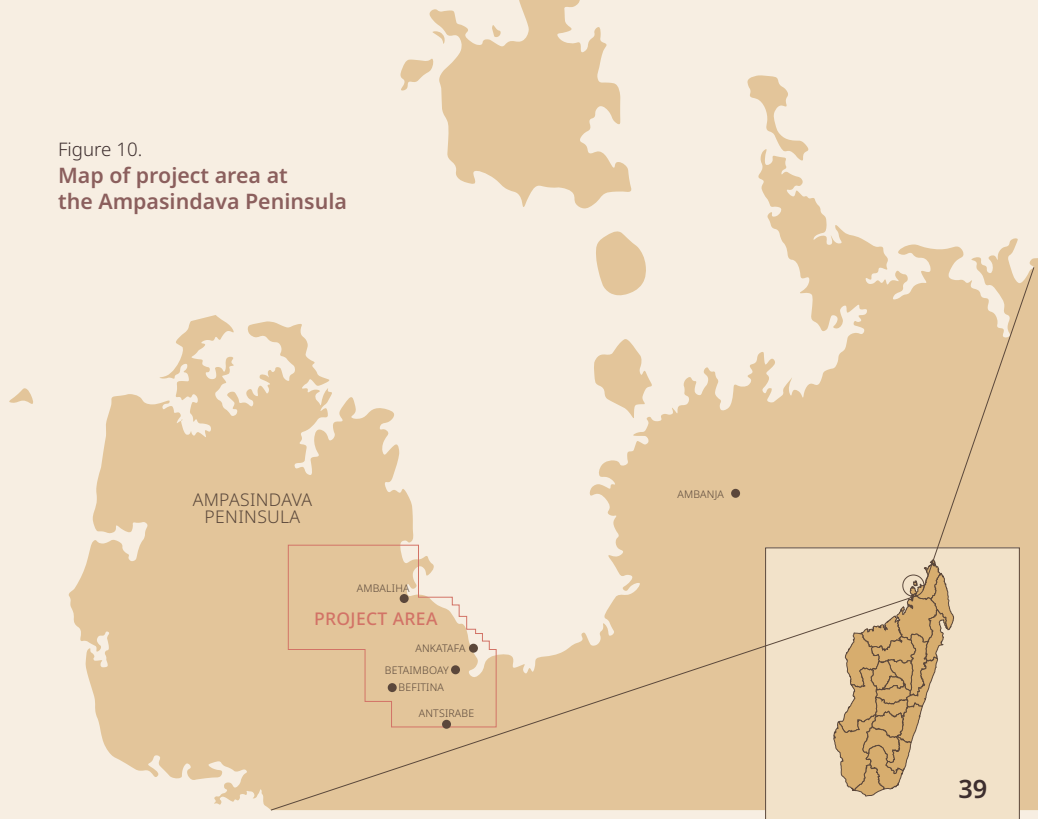 Figure 10.
Map of project area at
the Ampasindava Peninsula
AMPASINDAVA
PENINSULA
AMBANJA
AMBALIHA
PROJECT AREA
ANKATAFA
BETAIMBOAY
BEFITINA
ANTSIRABE
39